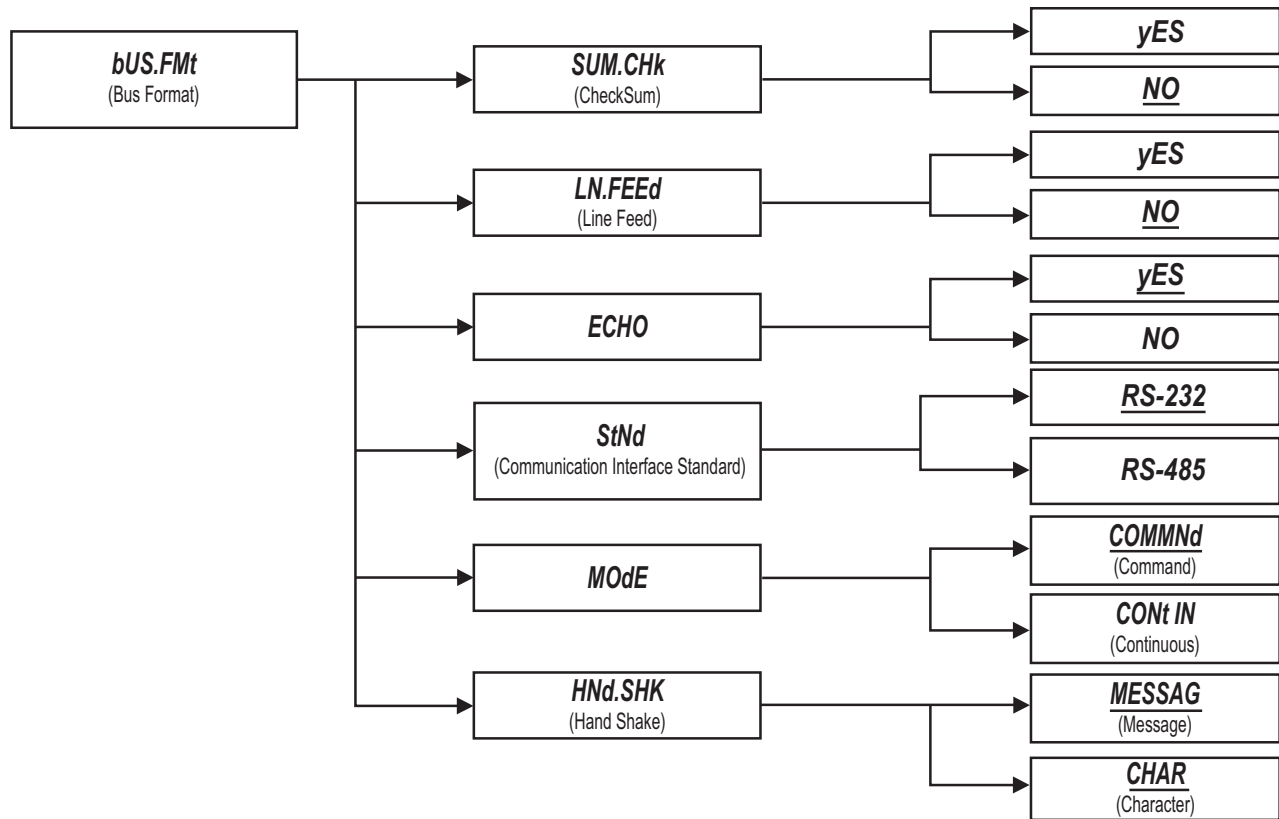 bUS.FMt
(Bus Format)
SUM.CHk
(CheckSum)
yES
NO
LN.FEEd
(Line Feed)
yES
NO
ECHO
yES
NO
StNd
(Communication Interface Standard)
RS-232
RS-485
MOdE
COMMNd
(Command)
CONt IN
(Continuous)
HNd.SHK
(Hand Shake)
MESSAG
(Message)
CHAR
(Character)